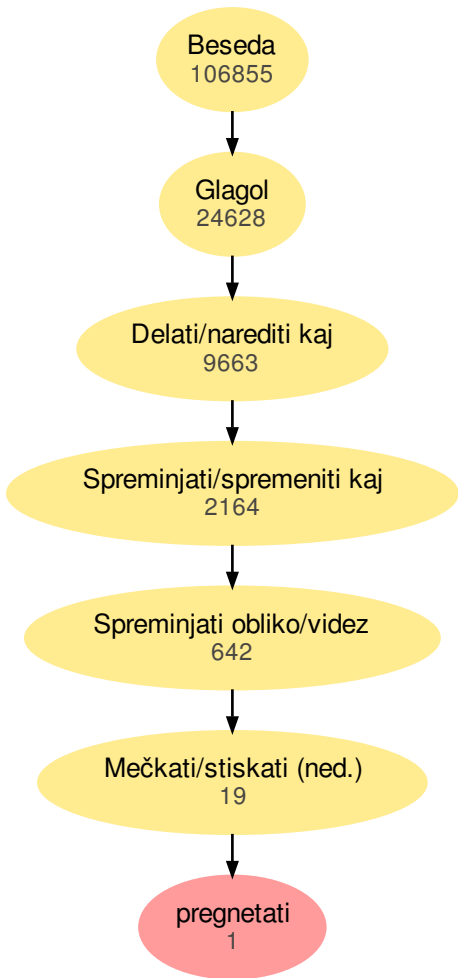 Beseda
106855
Glagol
24628
Delati/narediti kaj
9663
Spreminjati/spremeniti kaj
2164
Spreminjati obliko/videz
642
Mečkati/stiskati (ned.)
19
pregnetati
1